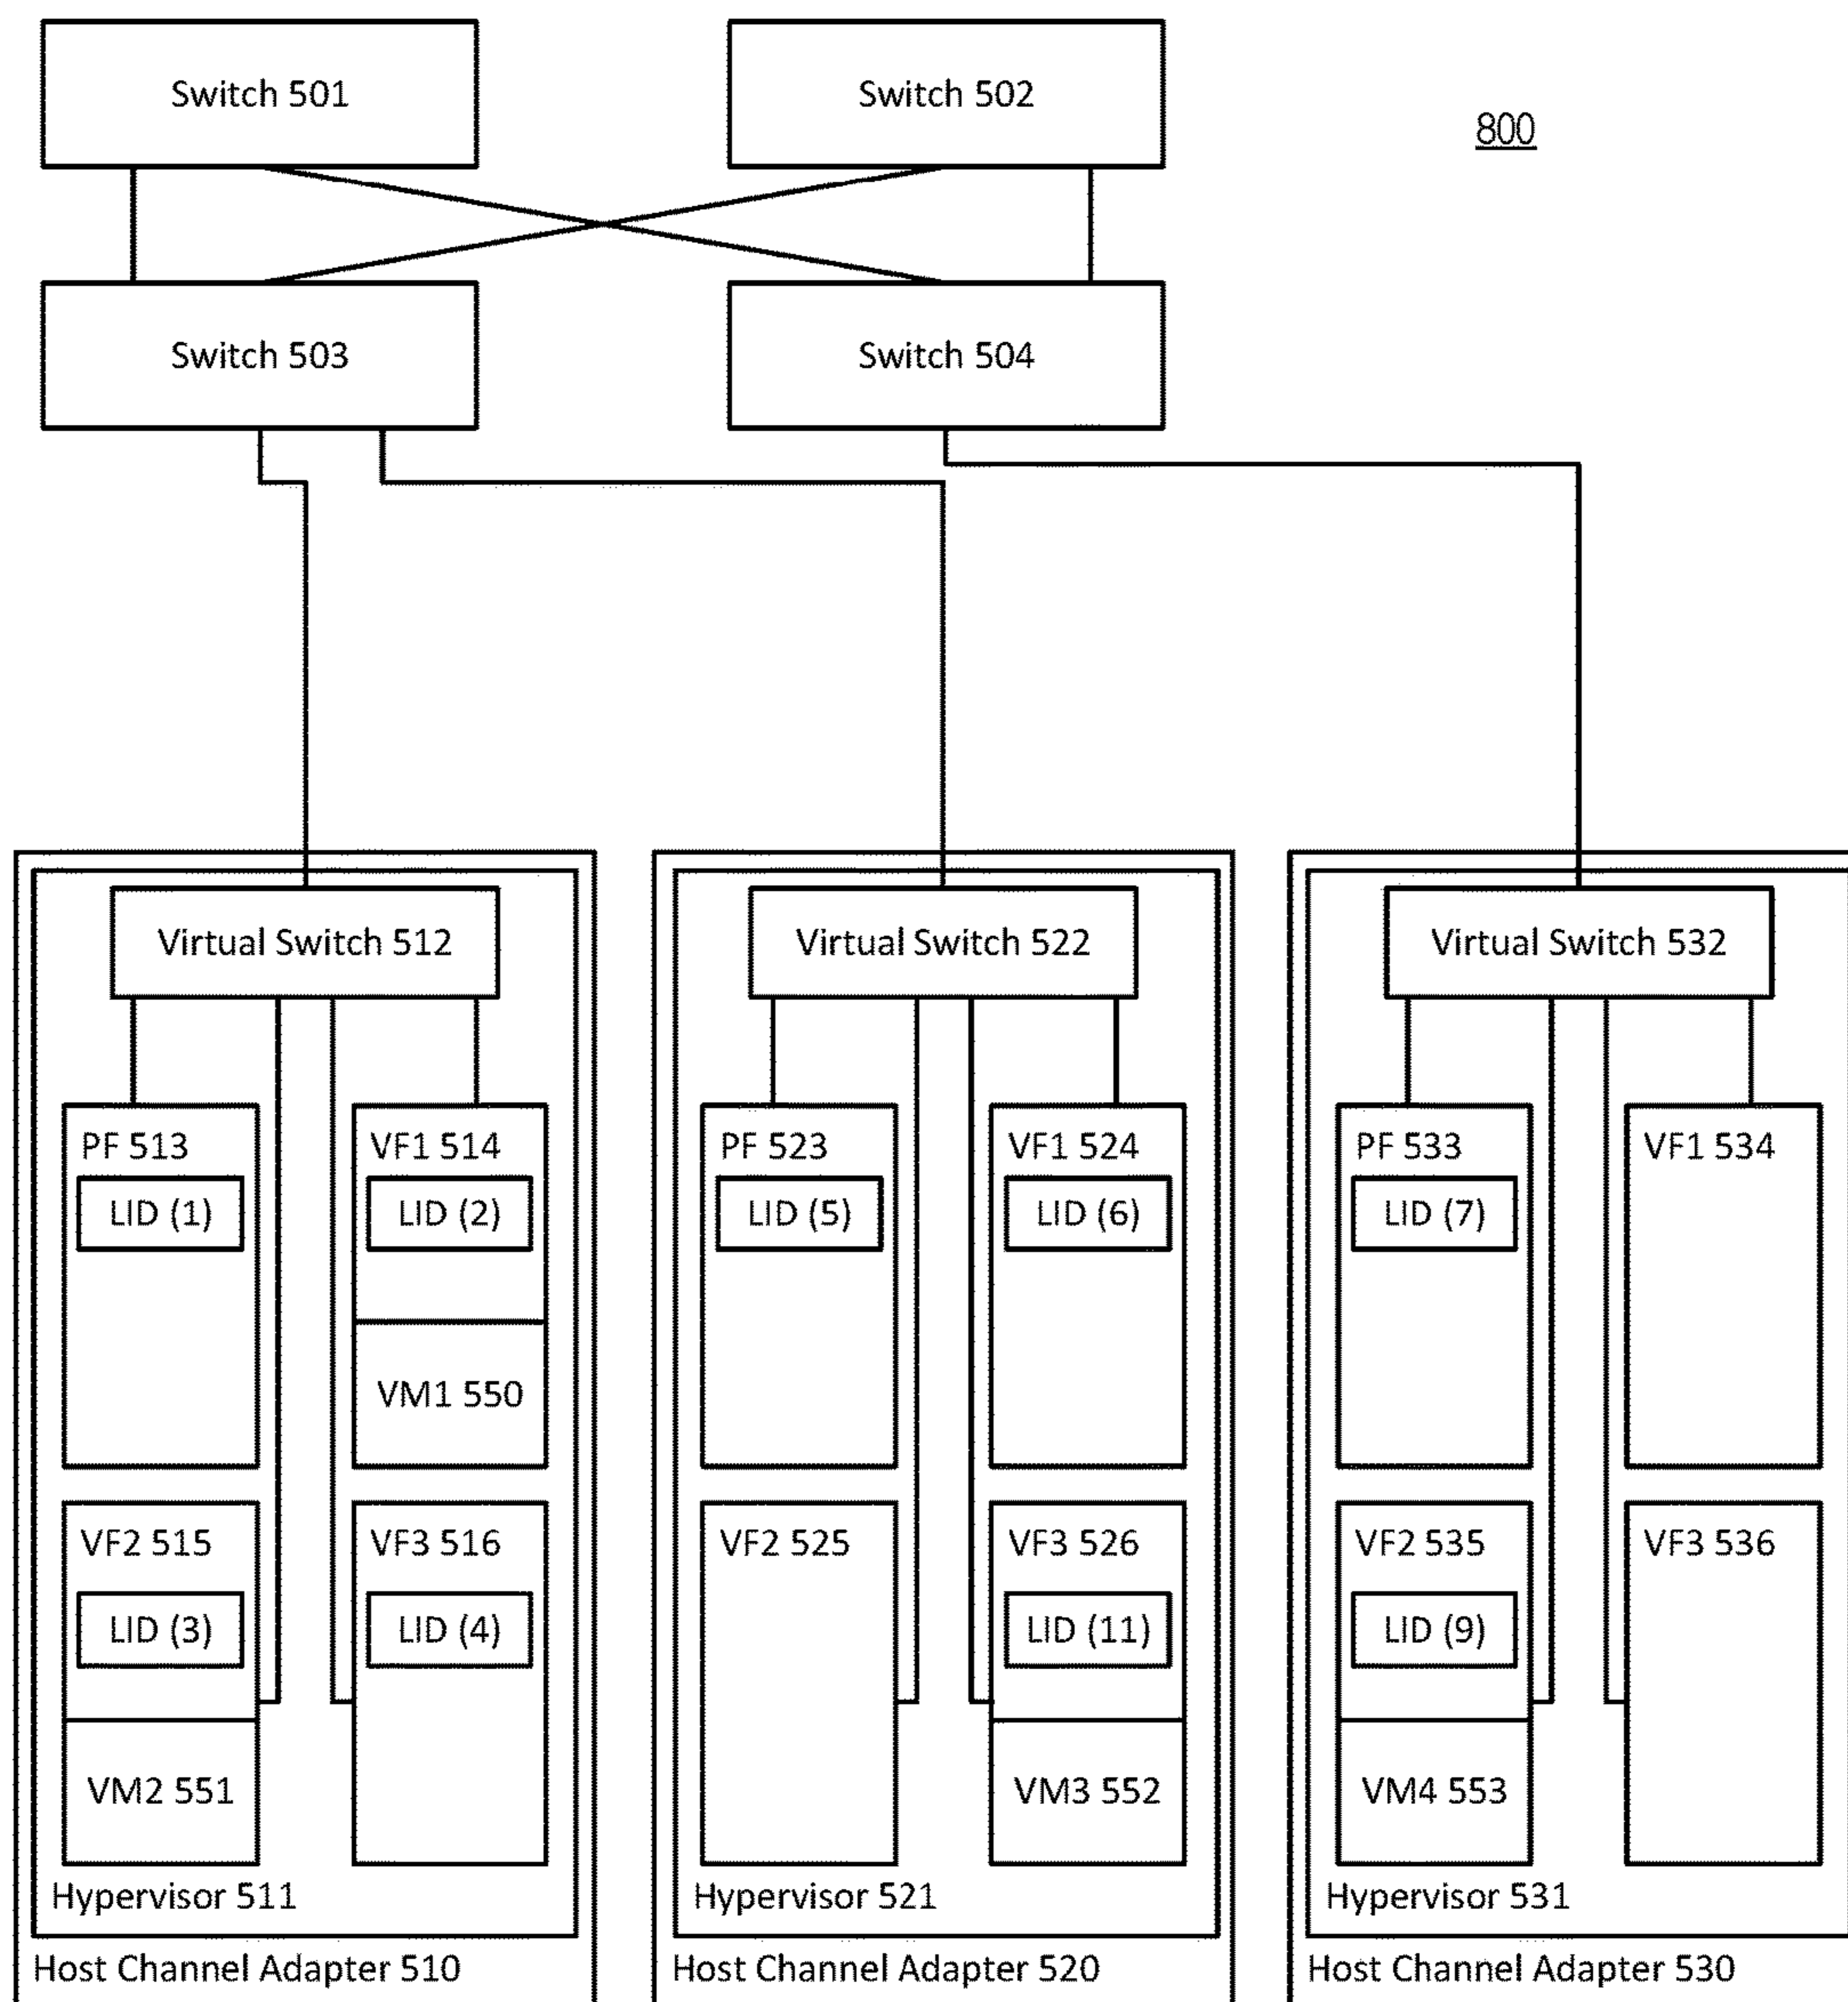 Switch 501
Switch 502
800
Switch 503
Switch 504
Virtual Switch 512
Virtual Switch 522
Virtual Switch 532
PF 513
LID (1)
VF1 514
LID (2)
VM1 550
PF 523
LID (5)
VF1 524
LID (6)
PF 533
LID (7)
VF1 534
VF2 515
LID (3)
VM2 551
VF3 516
LID (4)
VF2 525
VF3 526
LID (11)
VM3 552
VF2 535
LID (9)
VM4 553
VF3 536
Hypervisor 511
Hypervisor 521
Hypervisor 531
Host Channel Adapter 510
Host Channel Adapter 520
Host Channel Adapter 530